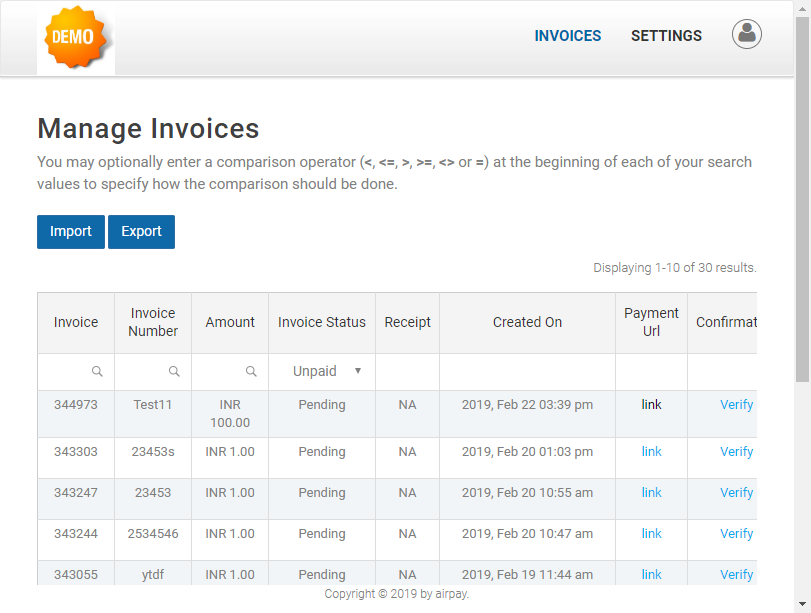 DEMO
INVOICES SETTINGS
Manage Invoices
You may optionally enter a comparison operator (<, <=, >, >=, <> or =) at the beginning of each of your search
values to specify how the comparison should be done.
Import Export
Displaying 1-10 of 30 results.
Invoice Invoice Number Amount Invoice Status Receipt Created On Payment Url Confirmat
Unpaid
344973 Test11 INR 100.00 Pending NA 2019, Feb 22 03:39 pm link Verify
343303 23453s INR 1.00 Pending NA 2019, Feb 20 01:03 pm link Verify
343247 23453 INR 1.00 Pending NA 2019, Feb 20 10:55 am link Verify
343244 2534546 INR 1.00 Pending NA 2019, Feb 20 10:47 am link Verify
343055 ytdf INR 1.00 Pending NA 2019, Feb 19 11:44 am link Verify
Copyright © 2019 by airpay.